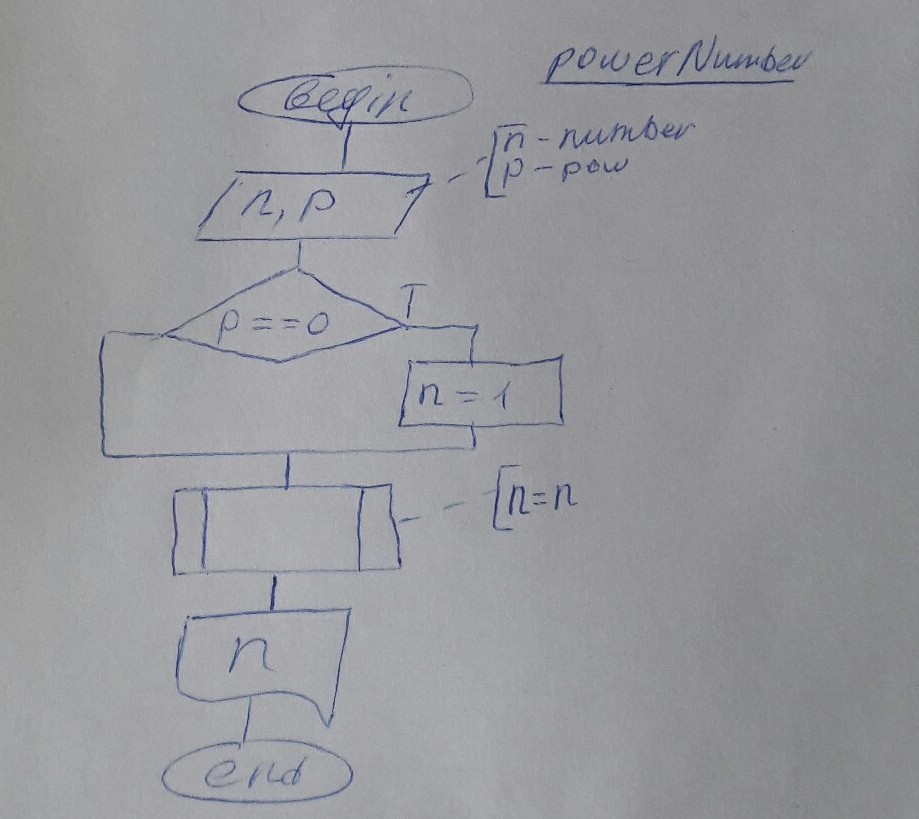 powerNumber
begin
n - number
p - pow
n, p
T
p == 0
n = 1
n = n
n
end